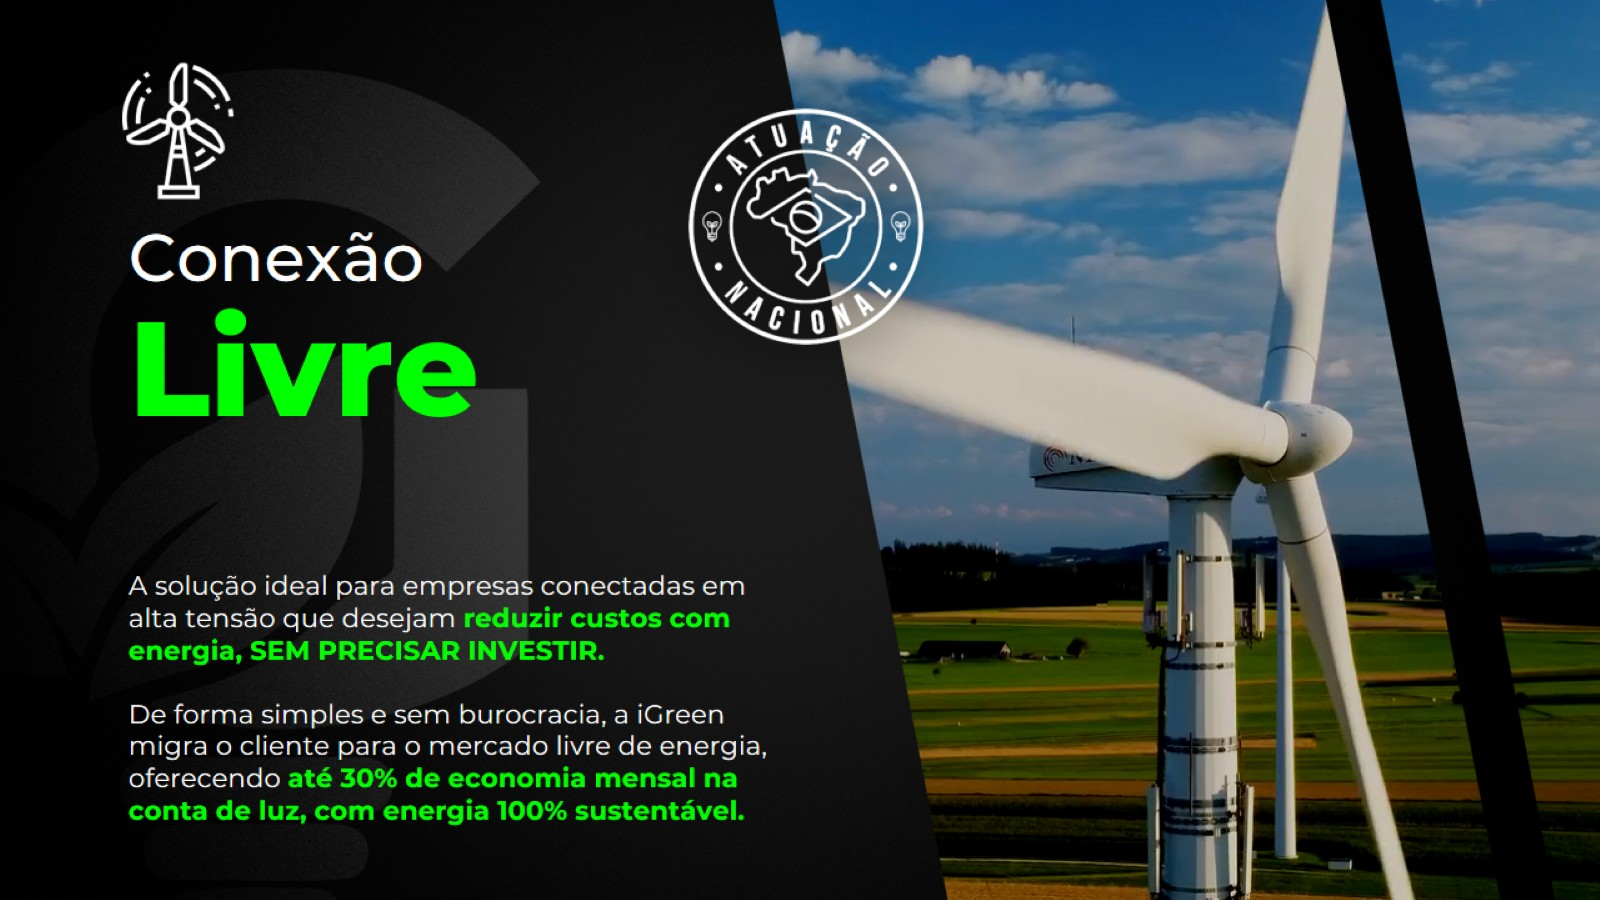 Conexão
Livre
ATUAÇÃO
NACIONAL
A solução ideal para empresas conectadas em
alta tensão que desejam reduzir custos com
energia, SEM PRECISAR INVESTIR.
De forma simples e sem burocracia, a iGreen
migra o cliente para o mercado livre de energia,
oferecendo até 30% de economia mensal na
conta de luz, com energia 100% sustentável.